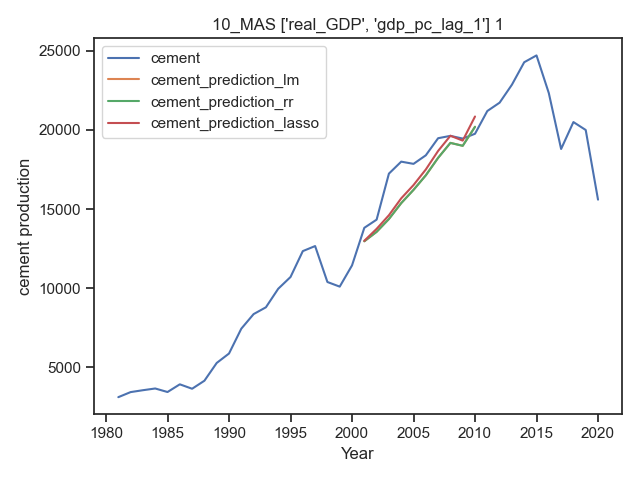 10_MAS ['real_GDP', 'gdp_pc_lag_1'] 1
25000
20000
15000
10000
5000
cement production
cement
cement_prediction_lm
cement_prediction_rr
cement_prediction_lasso
1980 1985 1990 1995 2000 2005 2010 2015 2020
Year